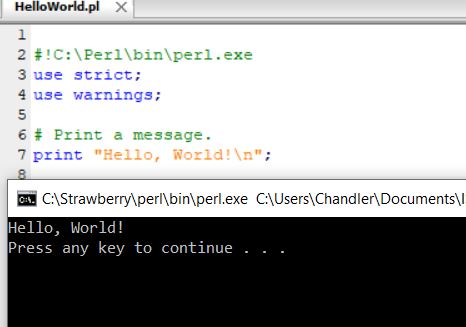 HelloWorld.pl
1
2 #!C:\Perl\bin\perl.exe
3 use strict;
4 use warnings;
5
6 # Print a message.
7 print "Hello, World!\n";
8
C:\Strawberry\perl\bin\perl.exe C:\Users\Chandler\Documents\
Hello, World!
Press any key to continue . . .